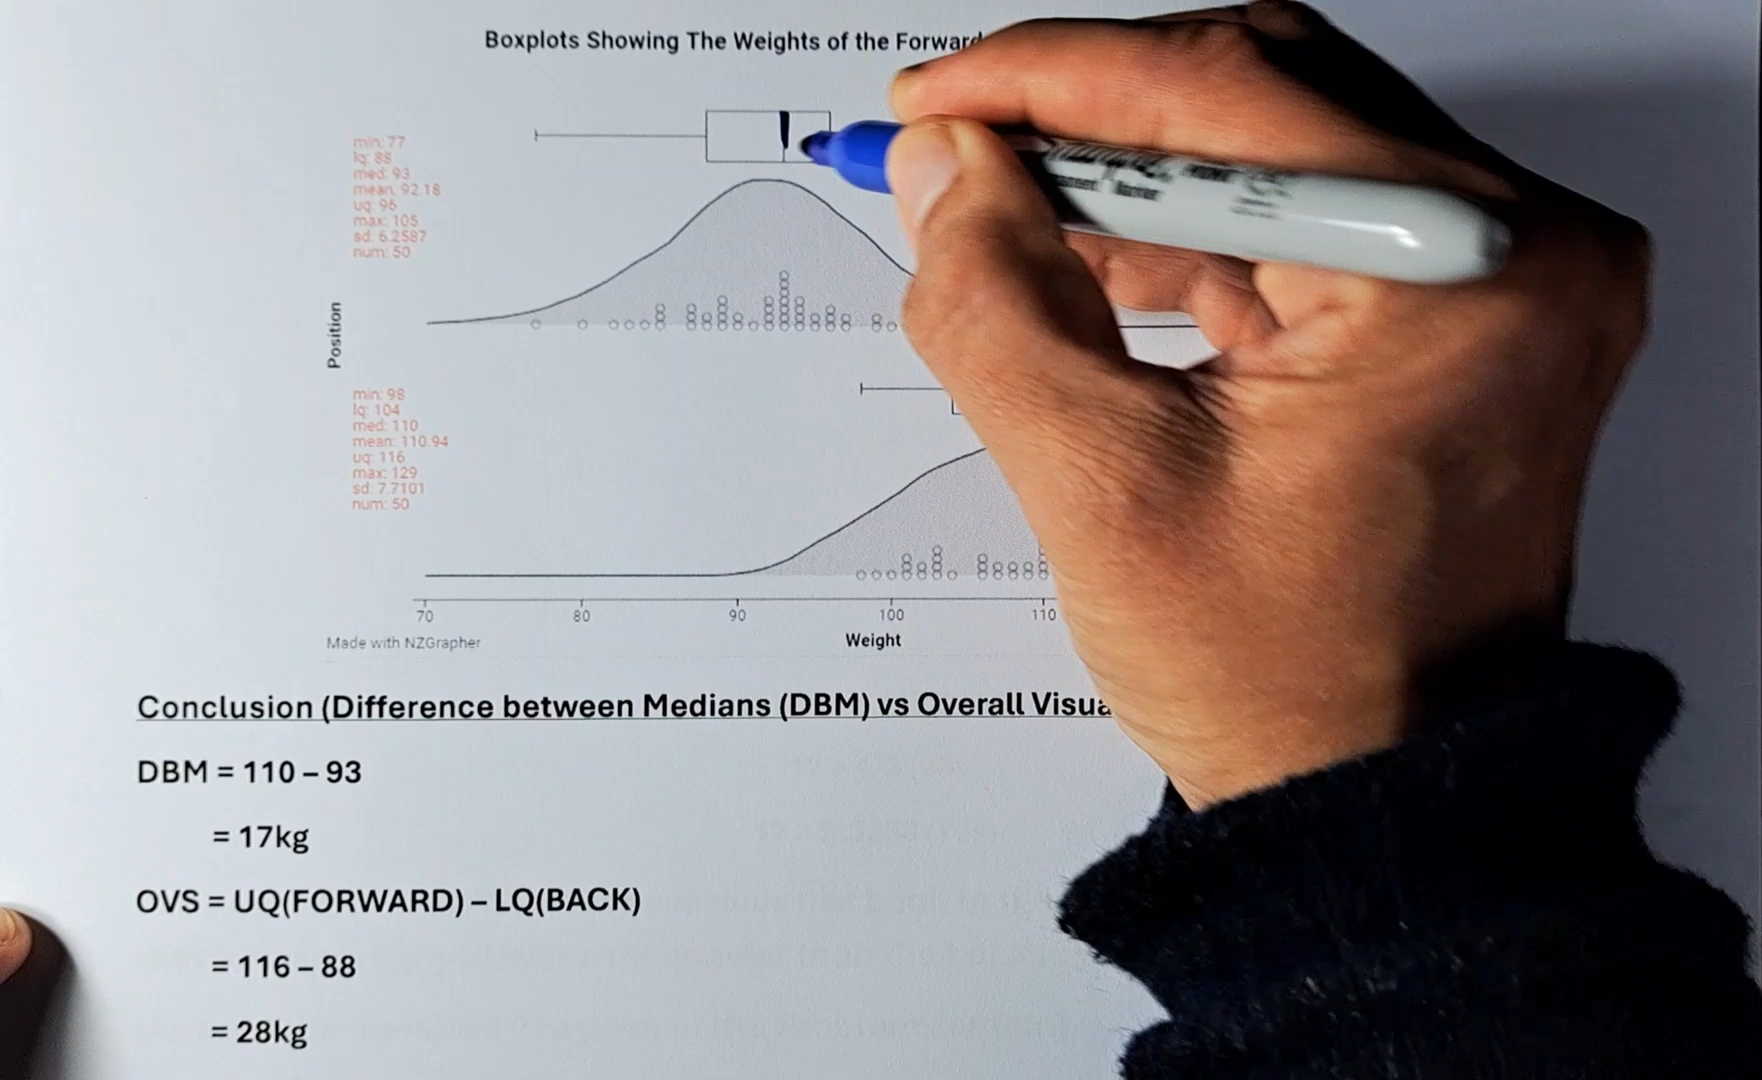 Boxplots Showing The Weights of the Forward
min: 77
lq: 88
med: 93
mean: 92.18
uq: 96
max: 105
sd: 6.2587
num: 50
Position
min: 98
lq: 104
med: 110
mean: 110.94
uq: 116
max: 129
sd: 7.7101
num: 50
70 80 90 100 110
Made with NZGrapher
Weight
Conclusion (Difference between Medians (DBM) vs Overall Visua
DBM = 110 – 93
= 17kg
OVS = UQ(FORWARD) – LQ(BACK)
= 116 – 88
= 28kg